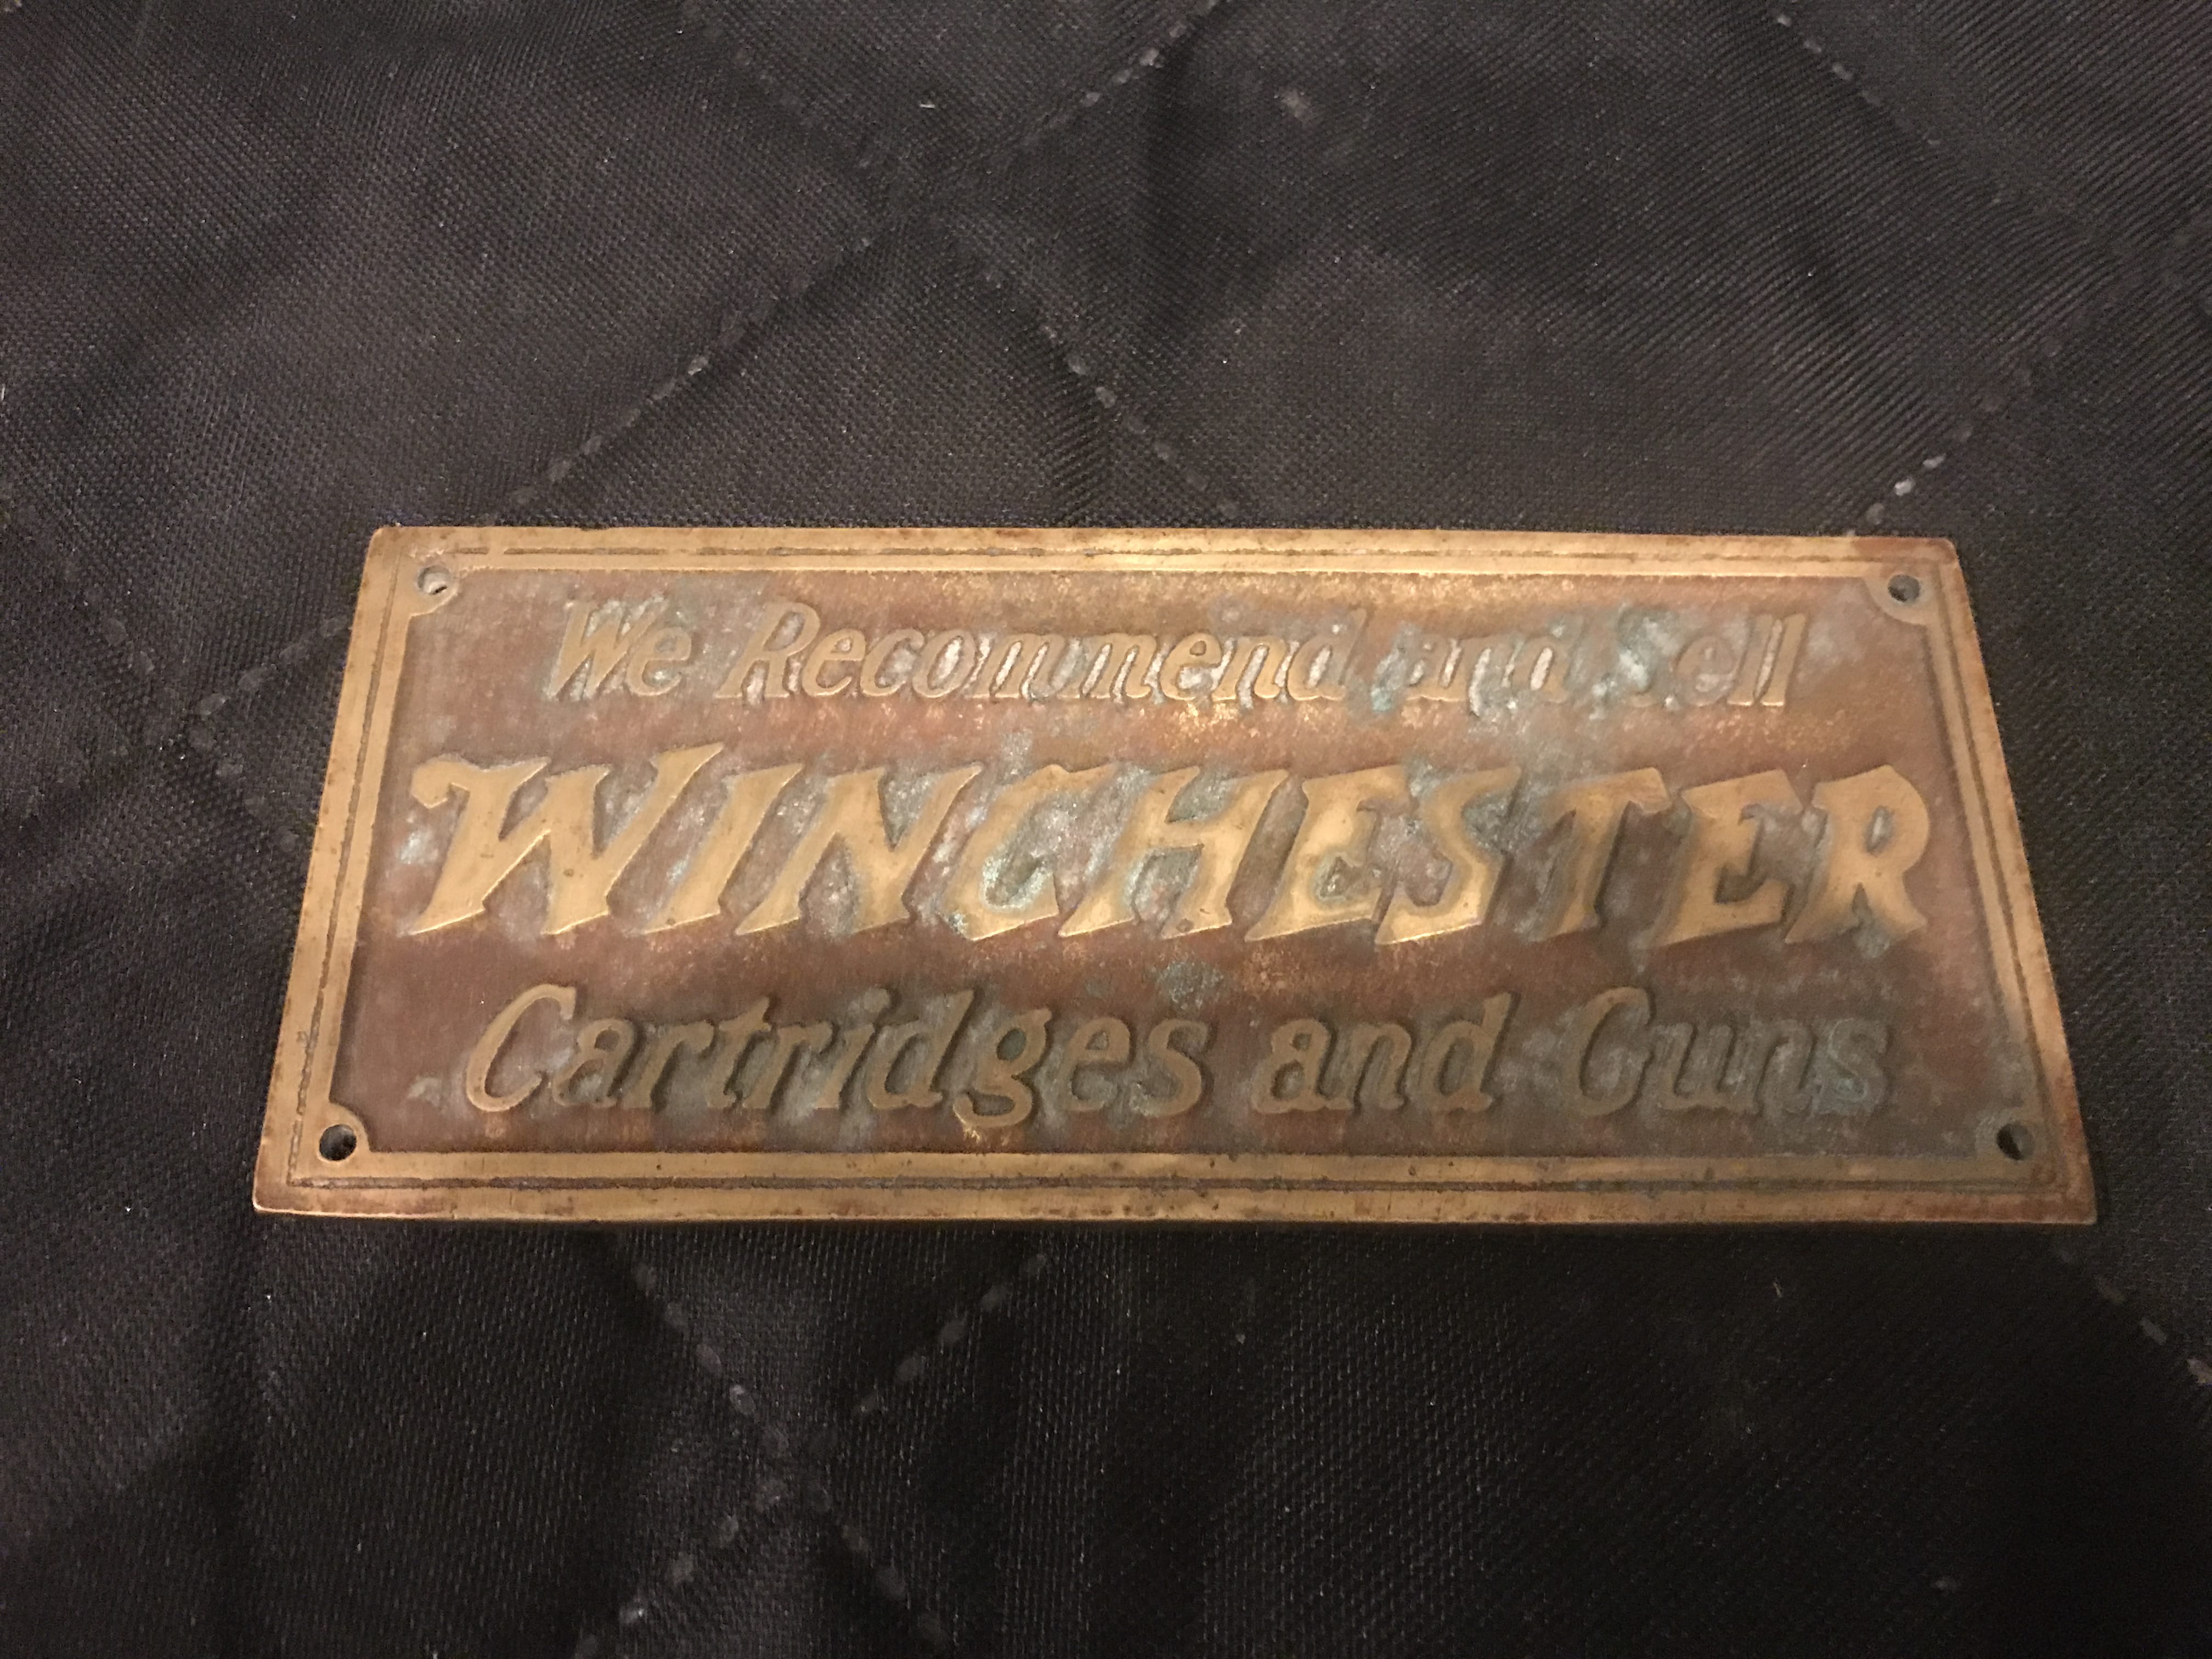 We Recommend and Sell
WINCHESTER
Cartridges and Guns